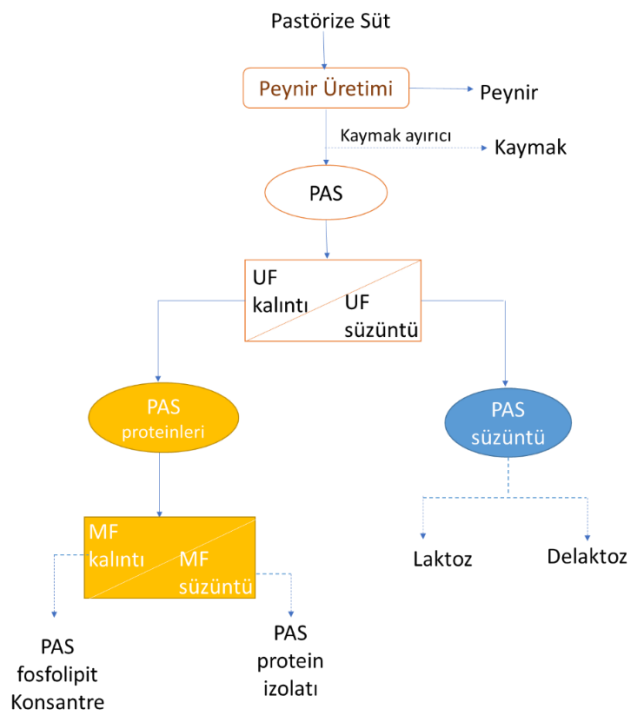 Pastörize Süt
Peynir Üretimi
Peynir
Kaymak ayırıcı
Kaymak
PAS
UF
kalıntı
UF
süzüntü
PAS
proteinleri
PAS
süzüntü
MF
kalıntı
MF
süzüntü
Laktoz
Delaktoz
PAS
fosfolipit
Konsantre
PAS
protein
izolatı